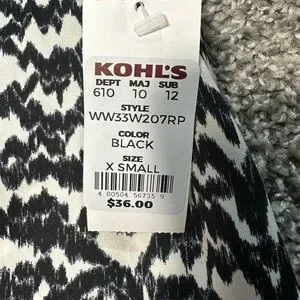 KOHL'S
DEPT MAJ SUB
610 10 12
STYLE
WW33W207RP
COLOR
BLACK
SIZE
X SMALL
4 00504 56735 9
$36.00